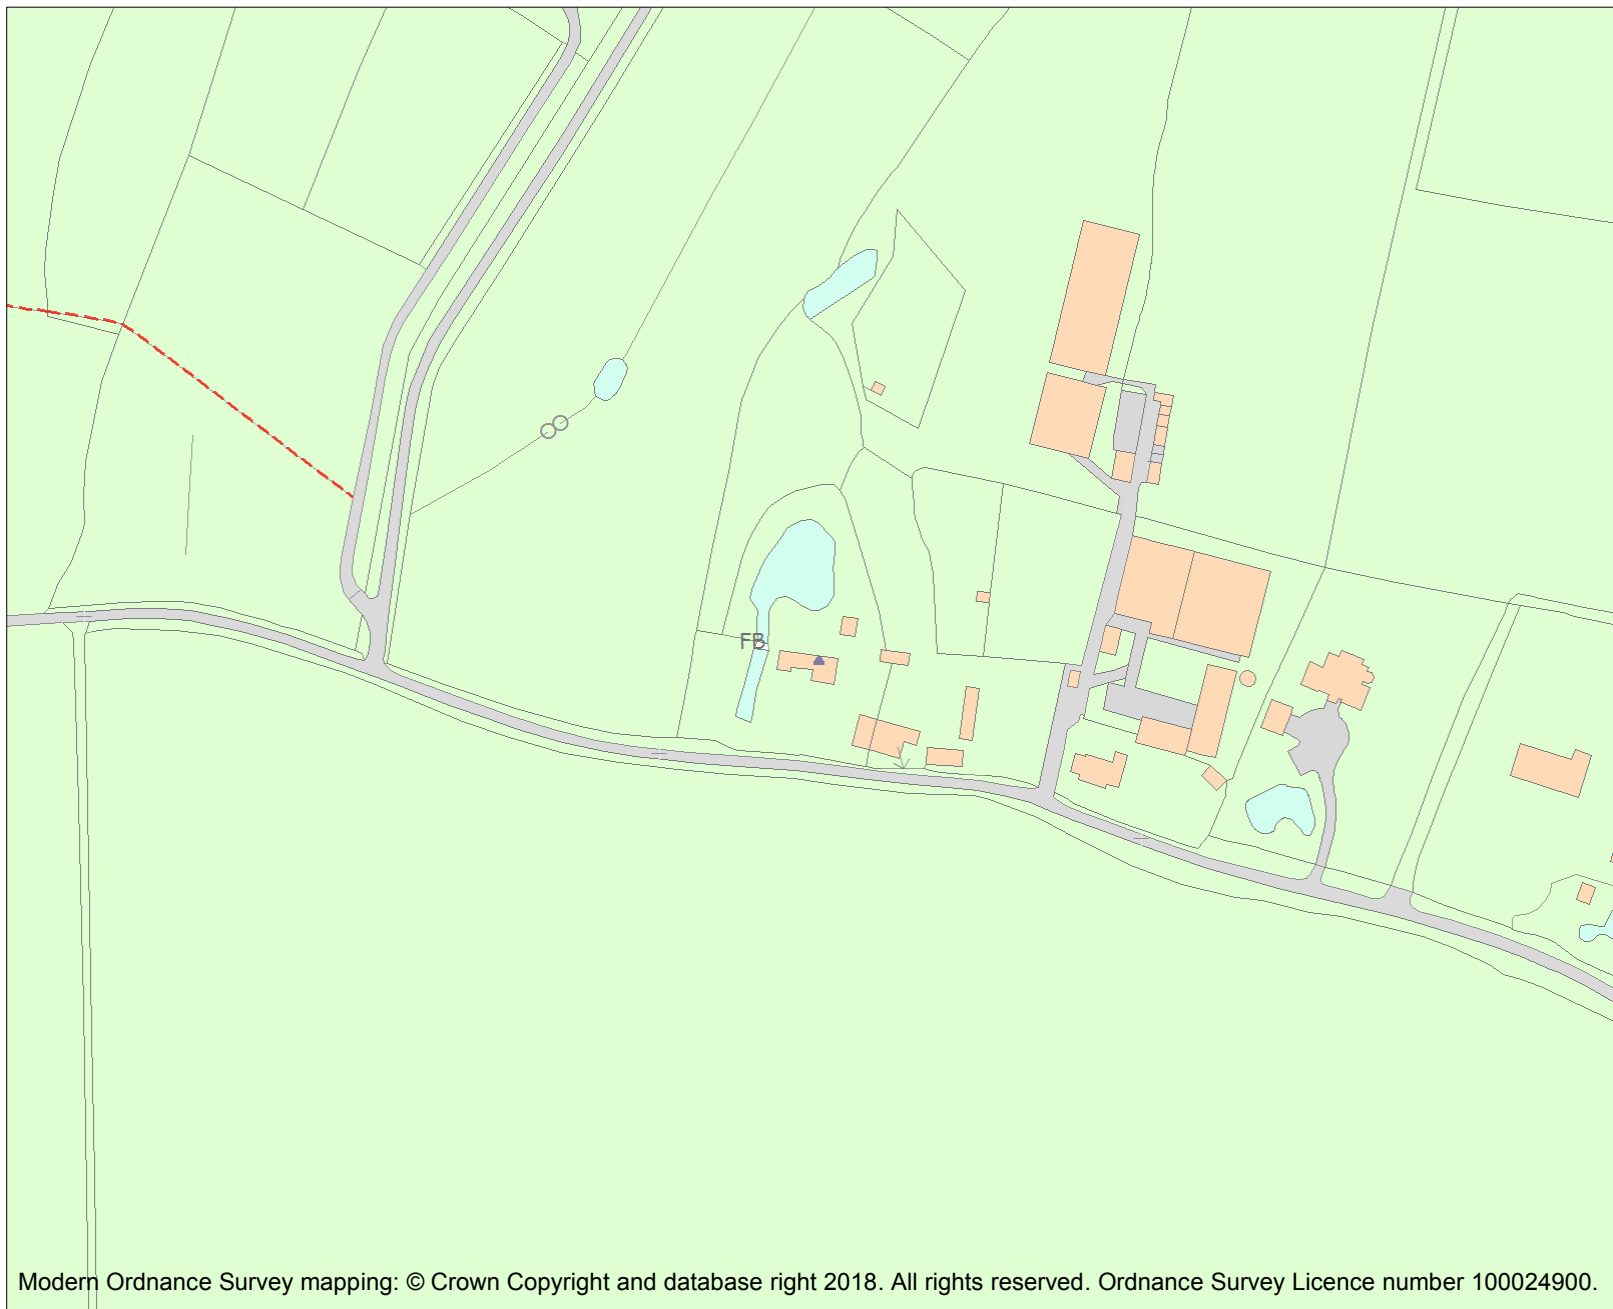 FB
Modern Ordnance Survey mapping: © Crown Copyright and database right 2018. All rights reserved. Ordnance Survey Licence number 100024900.